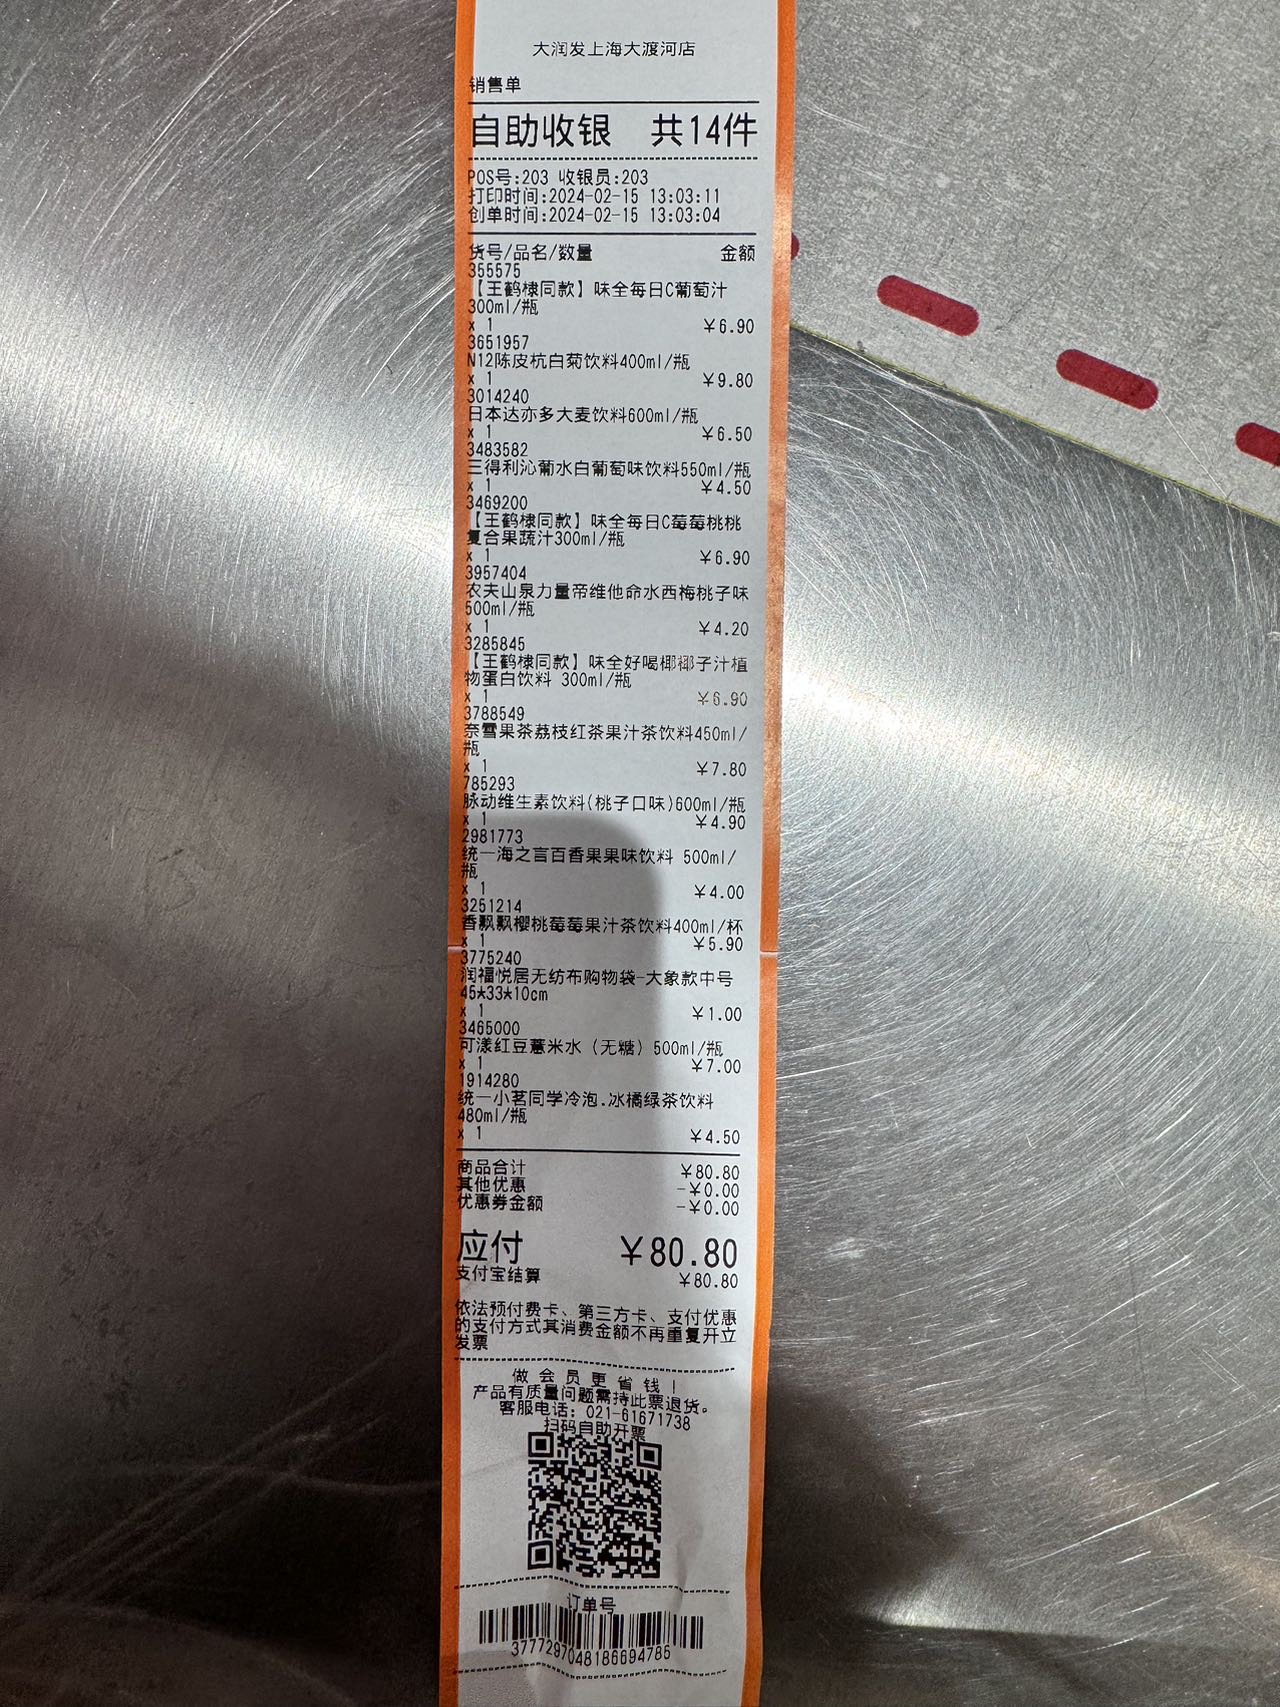 大润发上海大渡河店
销售单
自助收银 共14件
POS号:203 收银员:203
打印时间:2024-02-15 13:03:11
创单时间:2024-02-15 13:03:04
货号/品名/数量 金额
355575
【王鹤棣同款】味全每日C葡萄汁
300ml/瓶
x 1 ￥6.90
3651957
N12陈皮杭白菊饮料400ml/瓶
x 1 ￥9.80
3014240
日本达亦多大麦饮料600ml/瓶
x 1 ￥6.50
3483582
三得利沁葡水白葡萄味饮料550ml/瓶
x 1 ￥4.50
3469200
【王鹤棣同款】味全每日C莓莓桃桃
复合果蔬汁300ml/瓶
x 1 ￥6.90
3957404
农夫山泉力量帝维他命水西梅桃子味
500ml/瓶
x 1 ￥4.20
3285845
【王鹤棣同款】味全好喝椰椰子汁植
物蛋白饮料 300ml/瓶
x 1 ￥6.90
3788549
奈雪果茶荔枝红茶果汁茶饮料450ml/
瓶
x 1 ￥7.80
785293
脉动维生素饮料(桃子口味)600ml/瓶
x 1 ￥4.90
2981773
统一海之言百香果果味饮料 500ml/
瓶
x 1 ￥4.00
3251214
香飘飘樱桃莓莓果汁茶饮料400ml/杯
x 1 ￥5.90
3775240
润福悦居无纺布购物袋-大象款中号
45*33*10cm
x 1 ￥1.00
3465000
可漾红豆薏米水（无糖）500ml/瓶
x 1 ￥7.00
1914280
统一小茗同学冷泡.冰橘绿茶饮料
480ml/瓶
x 1 ￥4.50
商品合计 ￥80.80
其他优惠 -￥0.00
优惠券金额 -￥0.00
应付 ￥80.80
支付宝结算 ￥80.80
依法预付费卡、第三方卡、支付优惠
的支付方式其消费金额不再重复开立
发票
做会员更省钱！
产品有质量问题需持此票退货。
客服电话：021-61671738
扫码自助开票
订单号
3777297048186694785